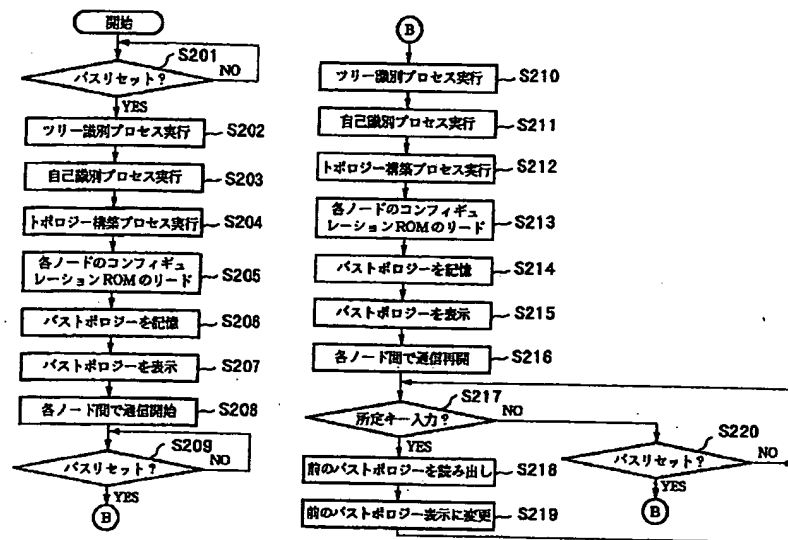 開始
S201
バスリセット?
NO
YES
ツリー識別プロセス実行
S202
自己識別プロセス実行
S203
トポロジー構築プロセス実行
S204
各ノードのコンフィギュ
レーションROMのリード
S205
バストポロジーを記憶
S206
バストポロジーを表示
S207
各ノード間で通信開始
S208
S209
バスリセット?
NO
YES
B
B
ツリー識別プロセス実行
S210
自己識別プロセス実行
S211
トポロジー構築プロセス実行
S212
各ノードのコンフィギュ
レーションROMのリード
S213
バストポロジーを記憶
S214
バストポロジーを表示
S215
各ノード間で通信再開
S216
S217
所定キー入力?
NO
YES
前のバストポロジーを読み出し
S218
前のバストポロジー表示に変更
S219
S220
バスリセット?
NO
YES
B